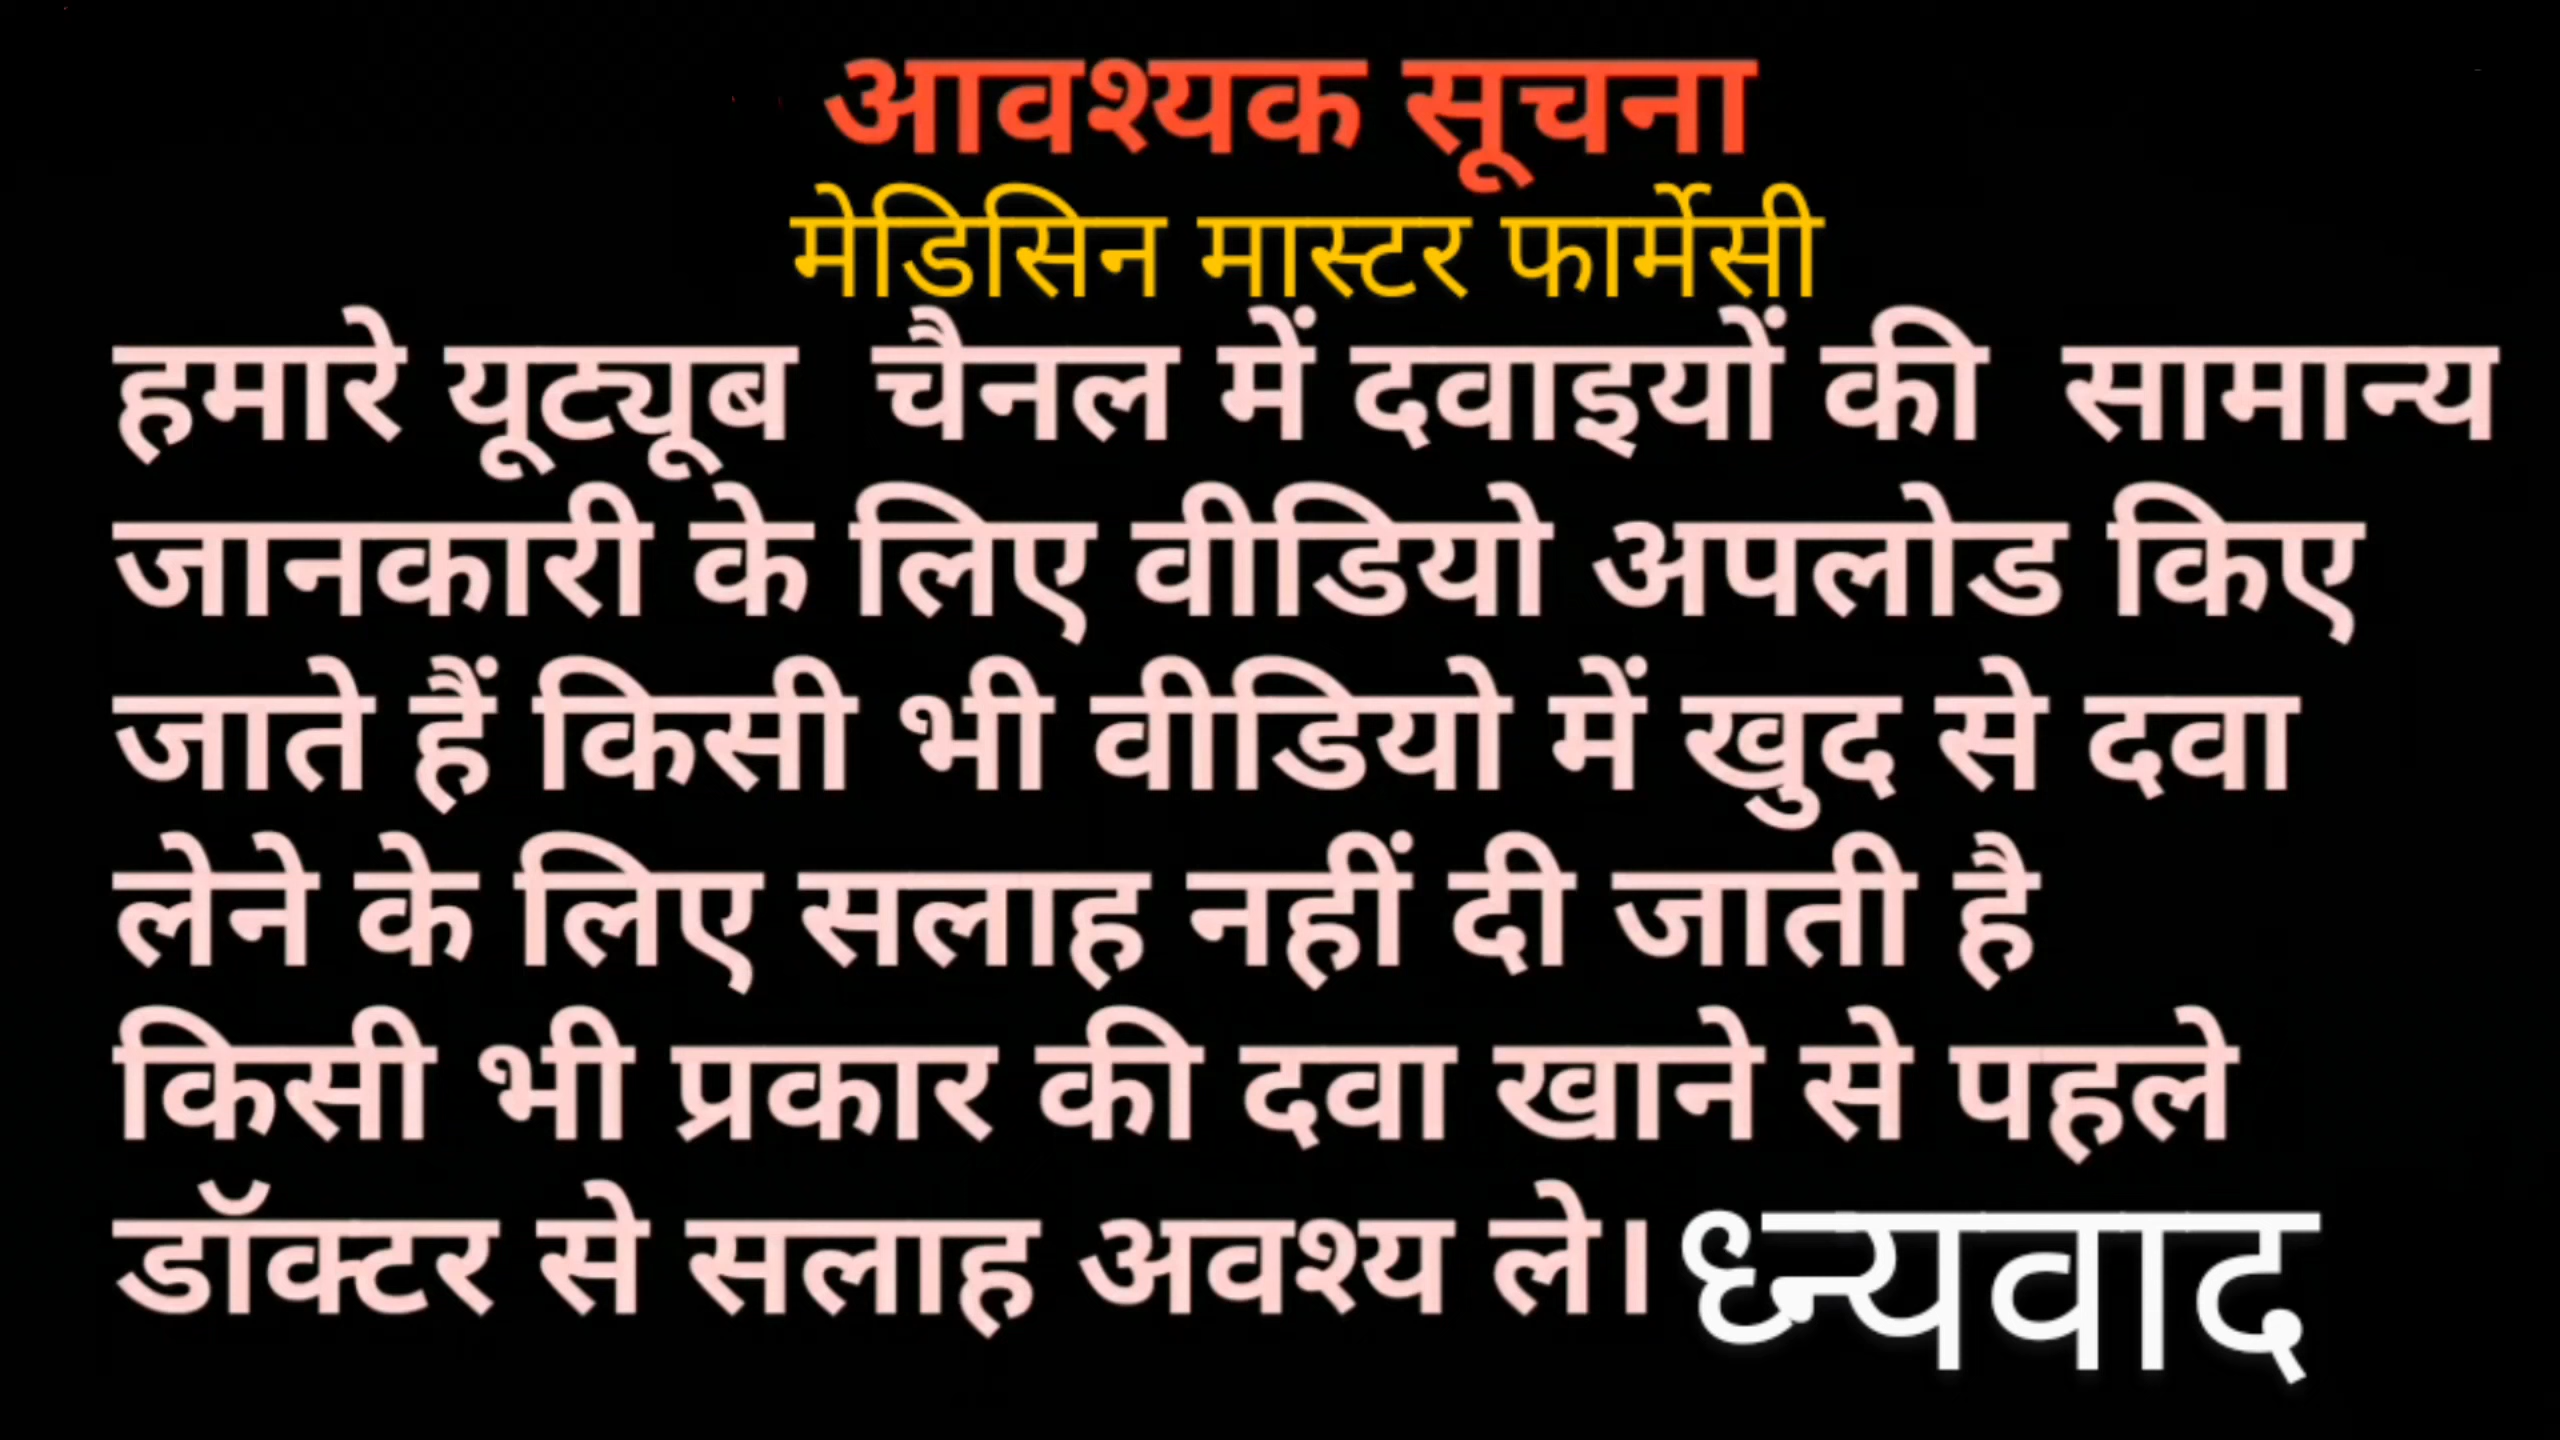 आवश्यक सूचना
मेडिसिन मास्टर फार्मेसी
हमारे यूट्यूब चैनल में दवाइयों की सामान्य
जानकारी के लिए वीडियो अपलोड किए
जाते हैं किसी भी वीडियो में खुद से दवा
लेने के लिए सलाह नहीं दी जाती है
किसी भी प्रकार की दवा खाने से पहले
डॉक्टर से सलाह अवश्य ले। ध्न्यवाद